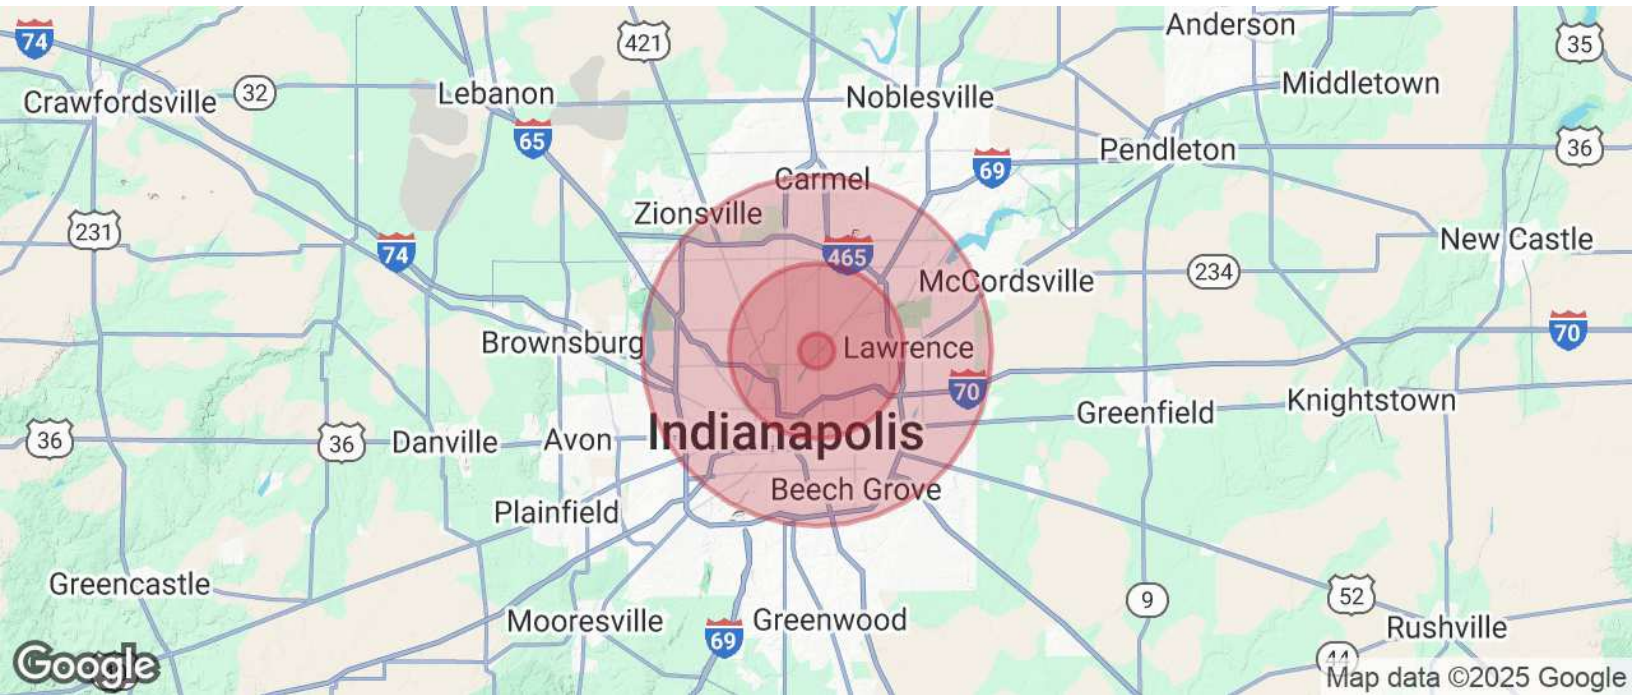 Anderson
74
421
35
Middletown
32
Lebanon
Noblesville
Crawfordsville
65
36
Pendleton
69
Carmel
Zionsville
231
New Castle
74
465
234
McCordsville
70
Brownsburg
Lawrence
70
Knightstown
Greenfield
Indianapolis
36
36
Danville
Avon
Beech Grove
Plainfield
Greencastle
9
52
Mooresville
Greenwood
Rushville
69
44
Google
Map data ©2025 Google